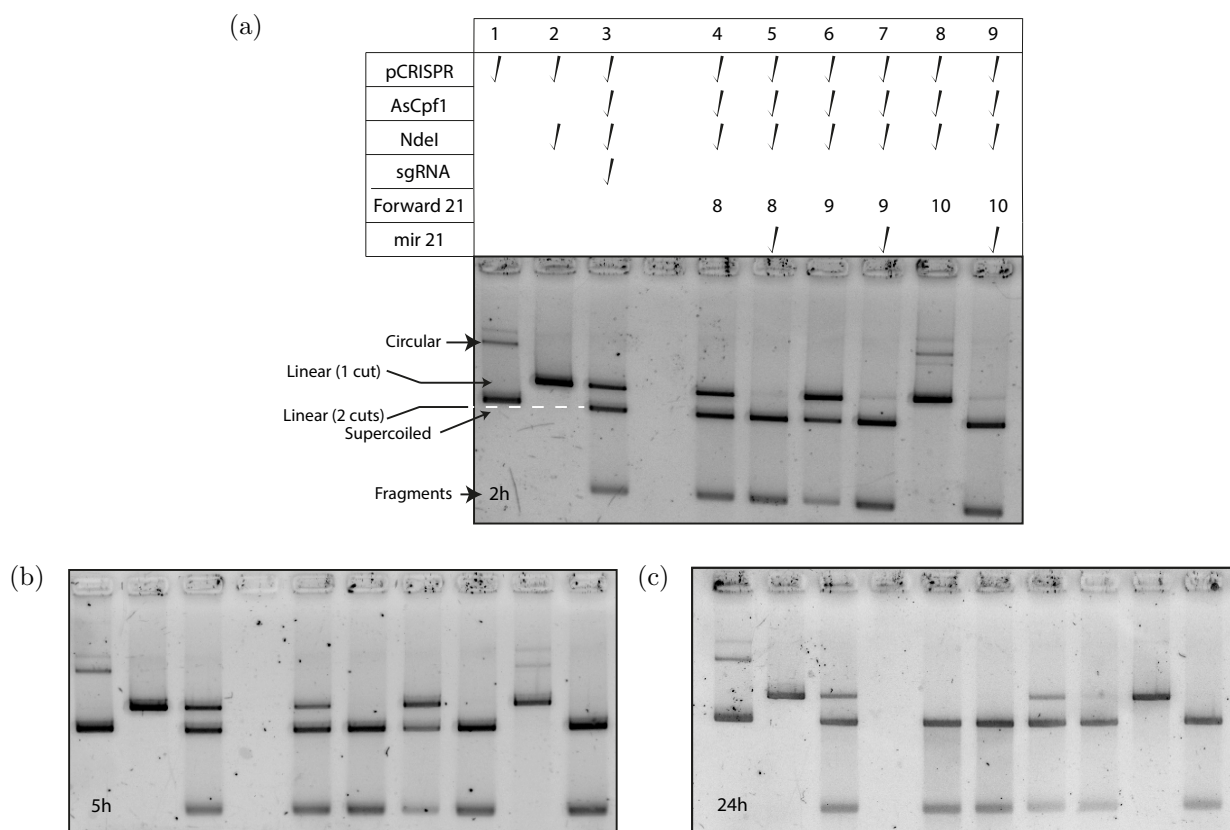 (a)
1 2 3 4 5 6 7 8 9
pCRISPR
AsCpf1
NdeI
sgRNA
Forward 21 8 8 9 9 10 10
mir 21
Circular
Linear (1 cut)
Linear (2 cuts)
Supercoiled
Fragments
2h
(b)
(c)
5h
24h